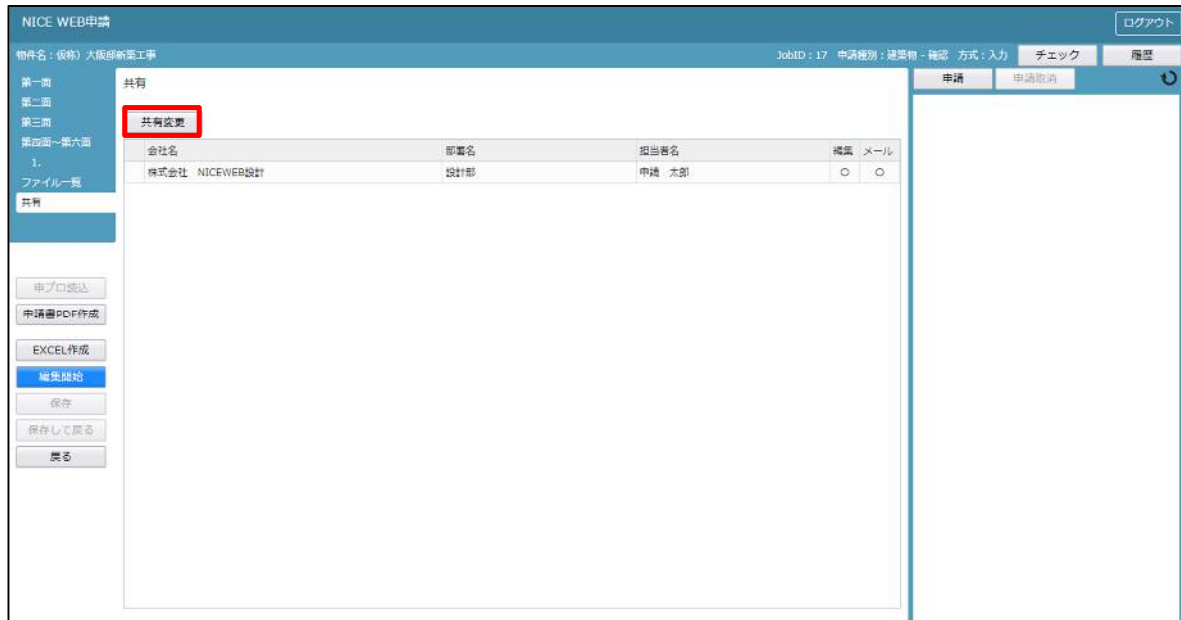 NICE WEB申請
ログアウト
物件名：仮称）大阪邸新築工事
JobID：17 申請種別：建築物 - 確認 方式：入力
チェック
履歴
第一面
第二面
第三面
第四面～第六面
1.
ファイル一覧
共有
申プロ読込
申請書PDF作成
EXCEL作成
編集開始
保存
保存して戻る
戻る
共有
共有変更
会社名 部署名 担当者名 編集 メール
株式会社 NICEWEB設計 設計部 申請 太郎 ○ ○
申請
申請取消